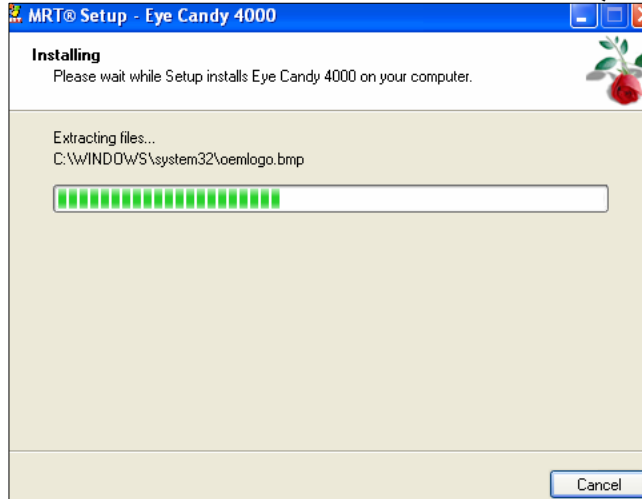 MRT® Setup - Eye Candy 4000
Installing
Please wait while Setup installs Eye Candy 4000 on your computer.
Extracting files...
C:\WINDOWS\system32\oemlogo.bmp
Cancel